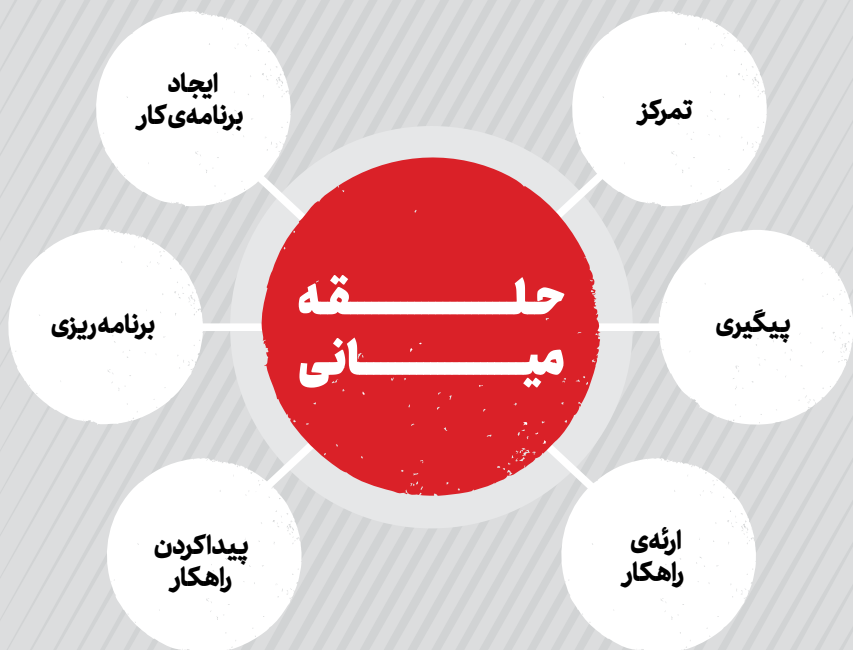 ایجاد
برنامه‌ی کار
تمرکز
حلقه
میانی
برنامه‌ریزی
پیگیری
پیداکردن
راهکار
ارئه‌ی
راهکار